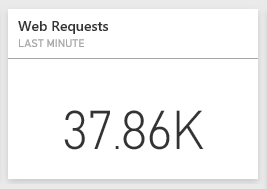 Web Requests
LAST MINUTE
37.86K